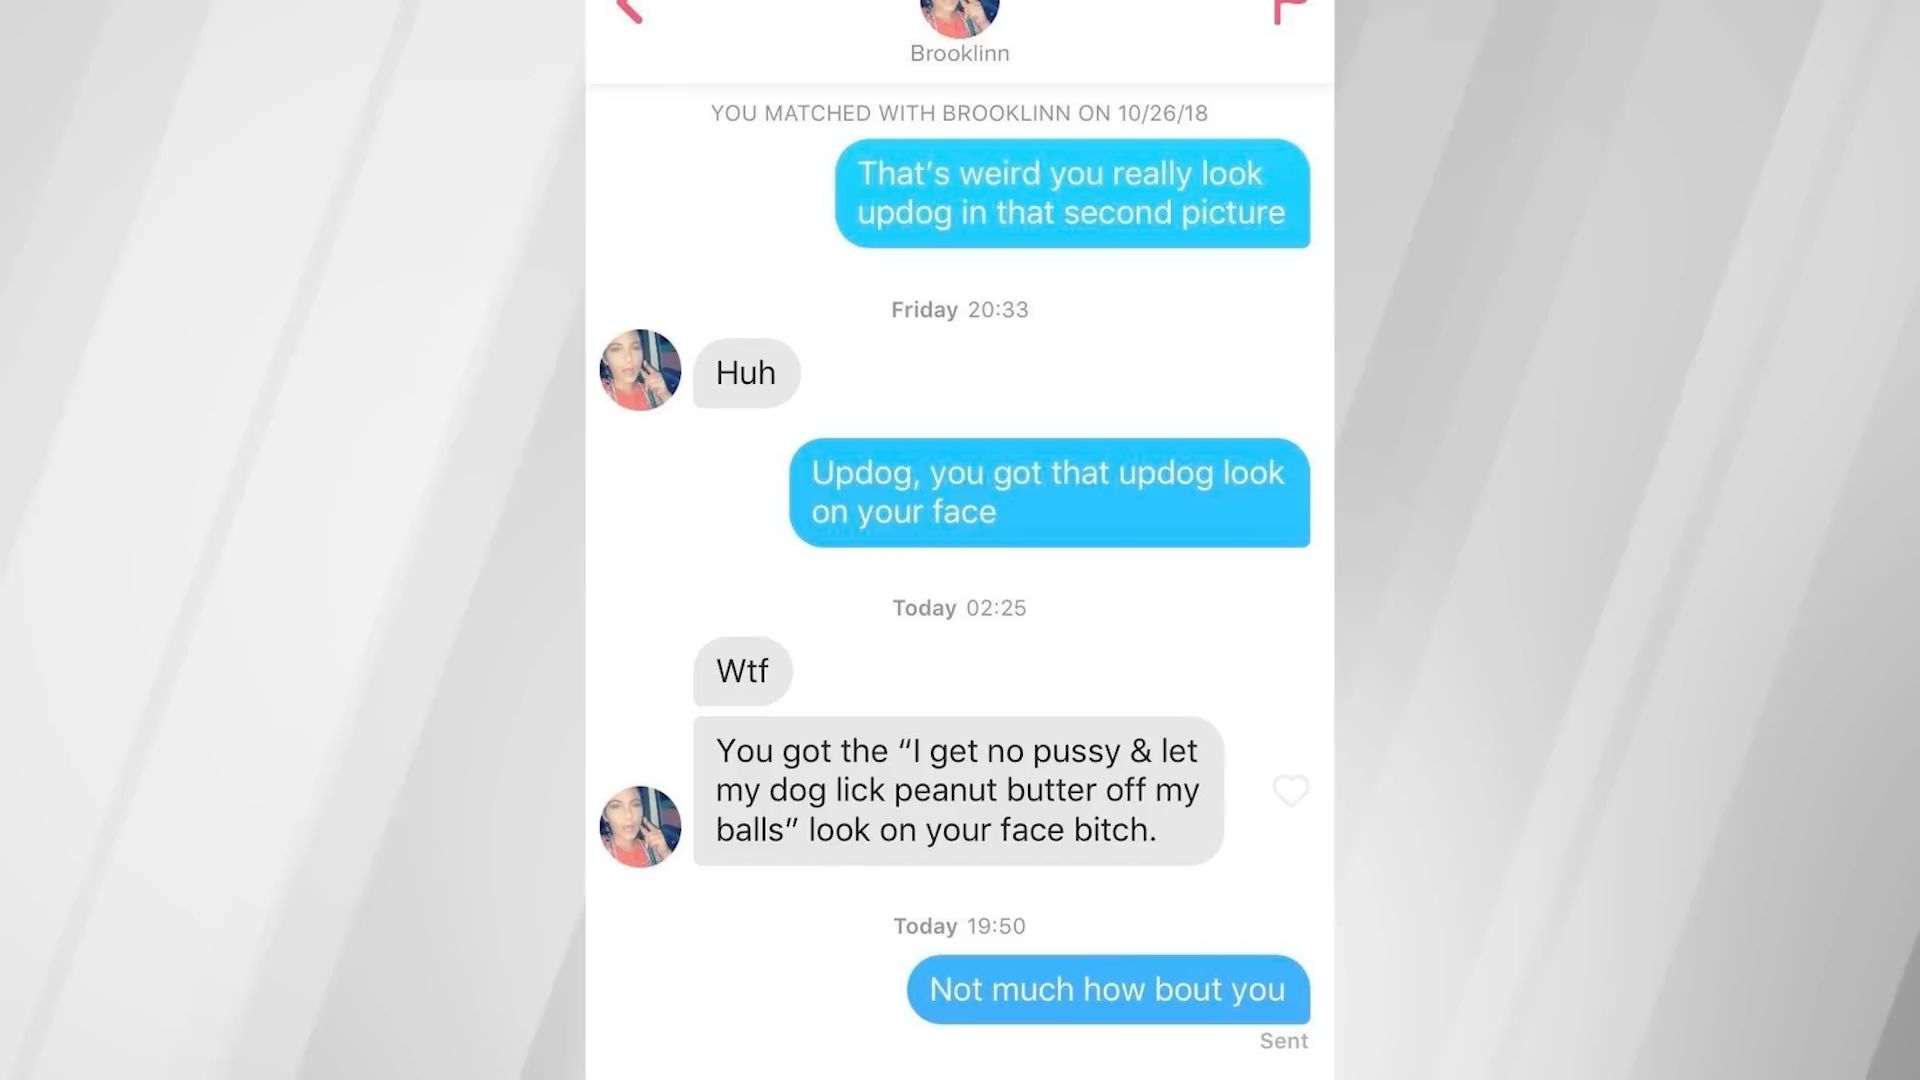 Brooklinn
YOU MATCHED WITH BROOKLINN ON 10/26/18
That’s weird you really look
updog in that second picture
Friday 20:33
Huh
Updog, you got that updog look
on your face
Today 02:25
Wtf
You got the “I get no pussy & let
my dog lick peanut butter off my
balls” look on your face bitch.
Today 19:50
Not much how bout you
Sent